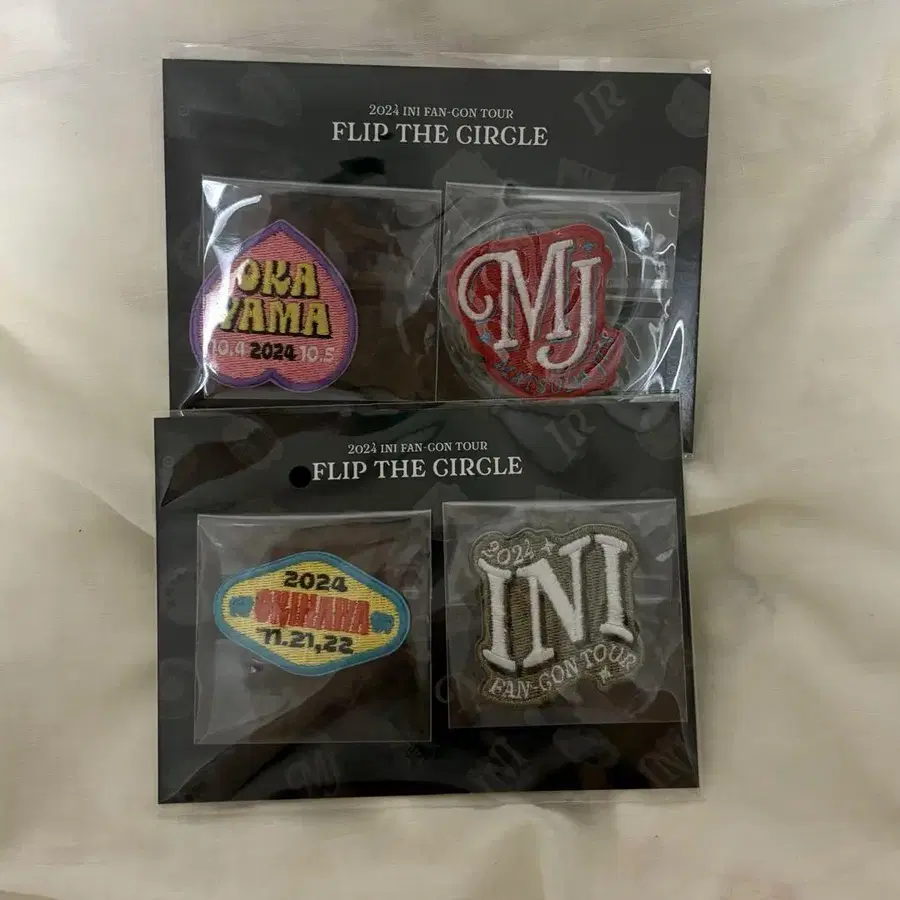 2024 INI FAN-CON TOUR
FLIP THE CIRCLE
OKA
YAMA
10.4 2024 10.5
MJ
2024 INI FAN-CON TOUR
FLIP THE CIRCLE
2024
OKINAWA
11.21,22
2024
INI
FAN-CON TOUR